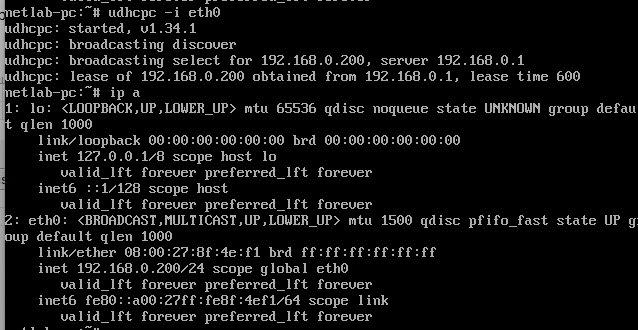 netlab-pc:~# udhcpc -i eth0
udhcpc: started, v1.34.1
udhcpc: broadcasting discover
udhcpc: broadcasting select for 192.168.0.200, server 192.168.0.1
udhcpc: lease of 192.168.0.200 obtained from 192.168.0.1, lease time 600
netlab-pc:~# ip a
1: lo: <LOOPBACK,UP,LOWER_UP> mtu 65536 qdisc noqueue state UNKNOWN group defau
t qlen 1000
    link/loopback 00:00:00:00:00:00 brd 00:00:00:00:00:00
    inet 127.0.0.1/8 scope host lo
       valid_lft forever preferred_lft forever
    inet6 ::1/128 scope host
       valid_lft forever preferred_lft forever
2: eth0: <BROADCAST,MULTICAST,UP,LOWER_UP> mtu 1500 qdisc pfifo_fast state UP g
oup default qlen 1000
    link/ether 08:00:27:8f:4e:f1 brd ff:ff:ff:ff:ff:ff
    inet 192.168.0.200/24 scope global eth0
       valid_lft forever preferred_lft forever
    inet6 fe80::a00:27ff:fe8f:4ef1/64 scope link
       valid_lft forever preferred_lft forever
netlab-pc:~#